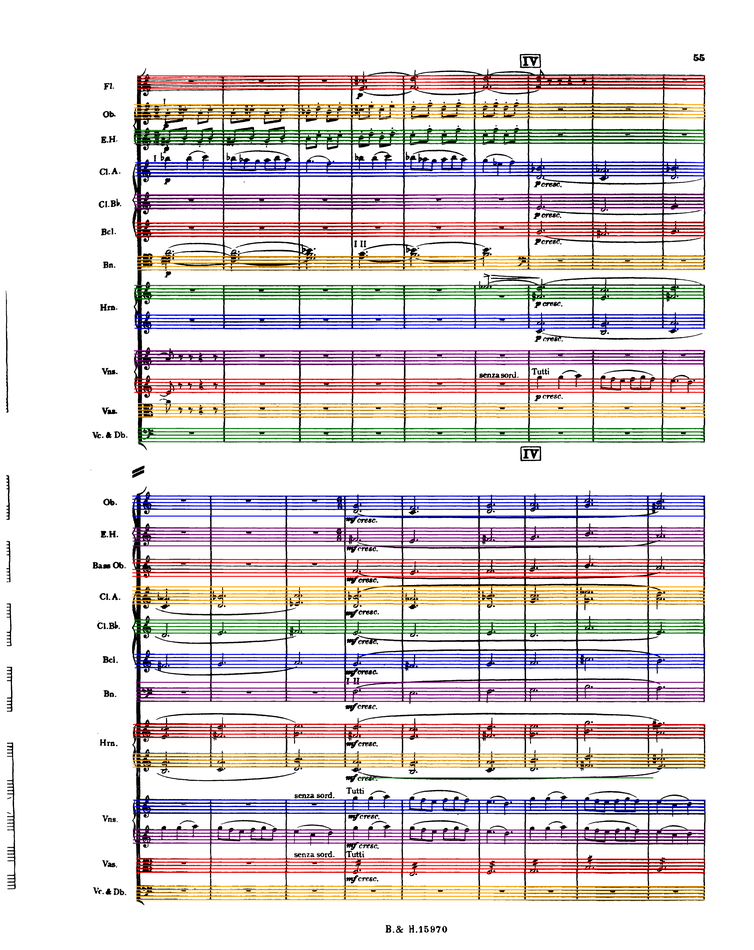 IV
55
Fl.
p
I
Ob.
p
E.H.
p
I
Cl.A.
p
p cresc.
Cl.B♭.
p cresc.
Bcl.
p cresc.
I II
Bn.
p
Hrn.
p cresc.
p cresc.
Vns.
senza sord.
Tutti
p cresc.
Vas.
Vc. & Db.
IV
Ob.
mf cresc.
E.H.
mf cresc.
Bass Ob.
mf cresc.
Cl.A.
mf cresc.
Cl.B♭.
mf cresc.
Bcl.
mf cresc.
I II
Bn.
mf cresc.
Hrn.
mf cresc.
mf cresc.
senza sord.
Tutti
Vns.
mf cresc.
mf cresc.
senza sord.
Tutti
Vas.
mf cresc.
Vc. & Db.
B. & H. 15970